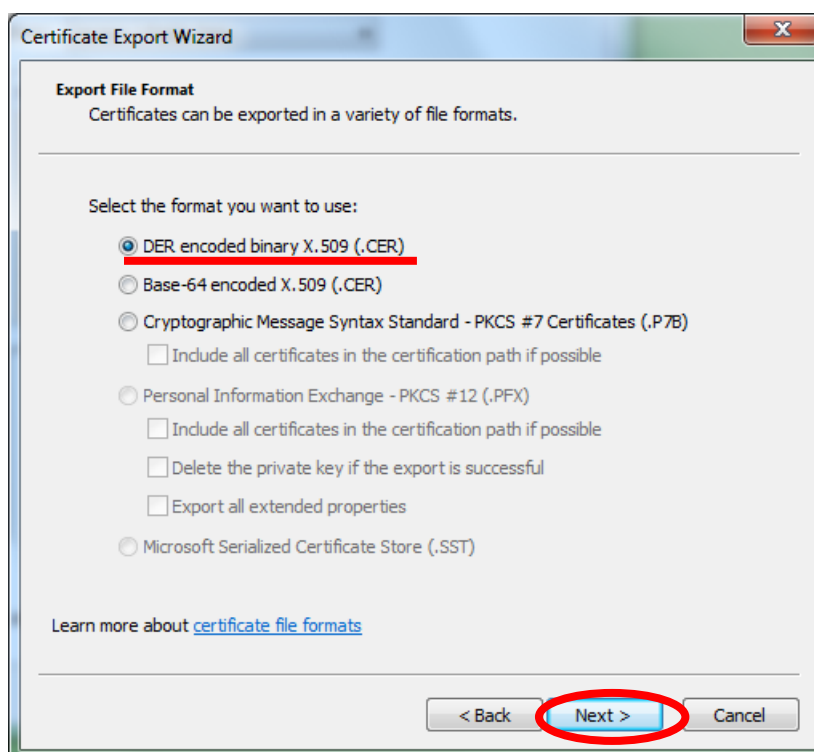 Certificate Export Wizard
Export File Format
Certificates can be exported in a variety of file formats.
Select the format you want to use:
DER encoded binary X.509 (.CER)
Base-64 encoded X.509 (.CER)
Cryptographic Message Syntax Standard - PKCS #7 Certificates (.P7B)
Include all certificates in the certification path if possible
Personal Information Exchange - PKCS #12 (.PFX)
Include all certificates in the certification path if possible
Delete the private key if the export is successful
Export all extended properties
Microsoft Serialized Certificate Store (.SST)
Learn more about certificate file formats
< Back Next > Cancel